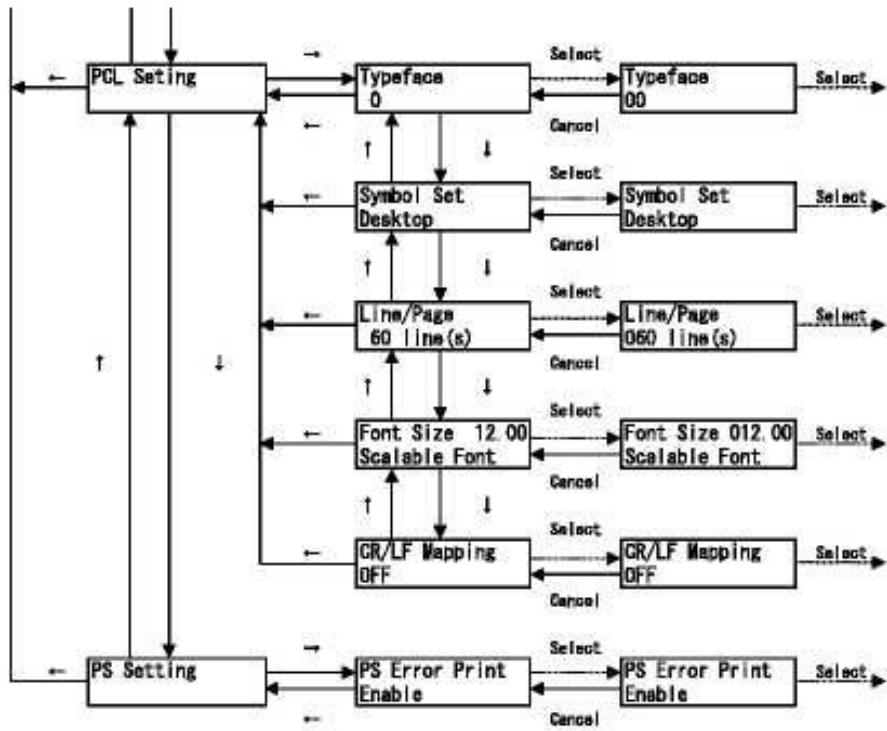 → Select
← PCL Seting Typeface Typeface Select
0 00
← Cancel
↑ ↓
Select
← Symbol Set Symbol Set Select
Desktop Desktop
Cancel
↑ ↓
Select
← Line/Page Line/Page Select
60 line(s) 060 line(s)
↑ ↓ Cancel
↑ ↓
Select
← Font Size 12.00 Font Size 012.00 Select
Scalable Font Scalable Font
Cancel
↑ ↓
Select
← CR/LF Mapping CR/LF Mapping Select
OFF OFF
Cancel
→ Select
← PS Setting PS Error Print PS Error Print Select
Enable Enable
← Cancel